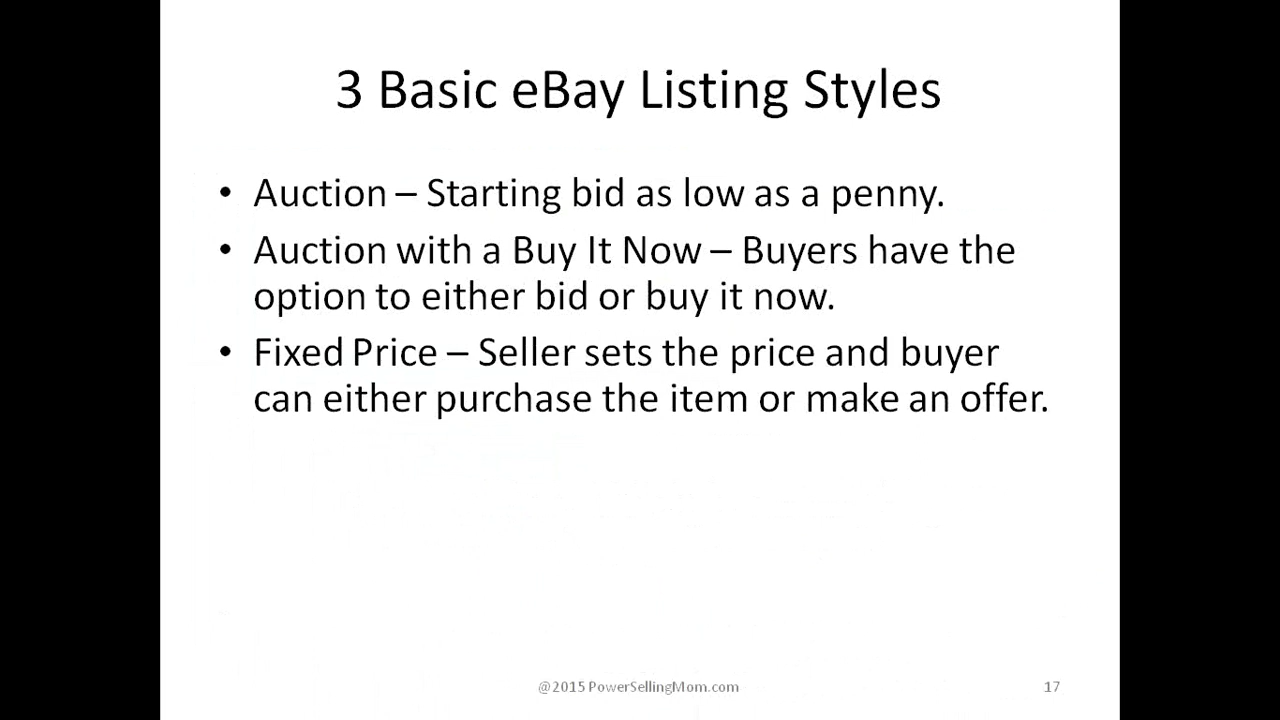 3 Basic eBay Listing Styles
• Auction – Starting bid as low as a penny.
• Auction with a Buy It Now – Buyers have the
option to either bid or buy it now.
• Fixed Price – Seller sets the price and buyer
can either purchase the item or make an offer.
@2015 PowerSellingMom.com
17